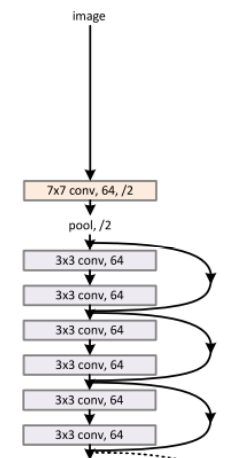 image
7x7 conv, 64, /2
pool, /2
3x3 conv, 64
3x3 conv, 64
3x3 conv, 64
3x3 conv, 64
3x3 conv, 64
3x3 conv, 64